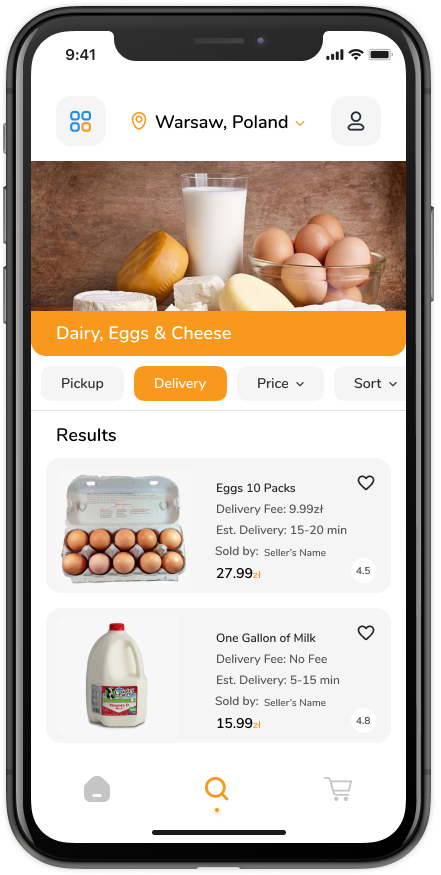 9:41
Warsaw, Poland
Dairy, Eggs & Cheese
Pickup Delivery Price Sort
Results
Eggs 10 Packs
Delivery Fee: 9.99zł
Est. Delivery: 15-20 min
Sold by: Seller's Name
27.99zł
4.5
One Gallon of Milk
Delivery Fee: No Fee
Est. Delivery: 5-15 min
Sold by: Seller's Name
15.99zł
4.8